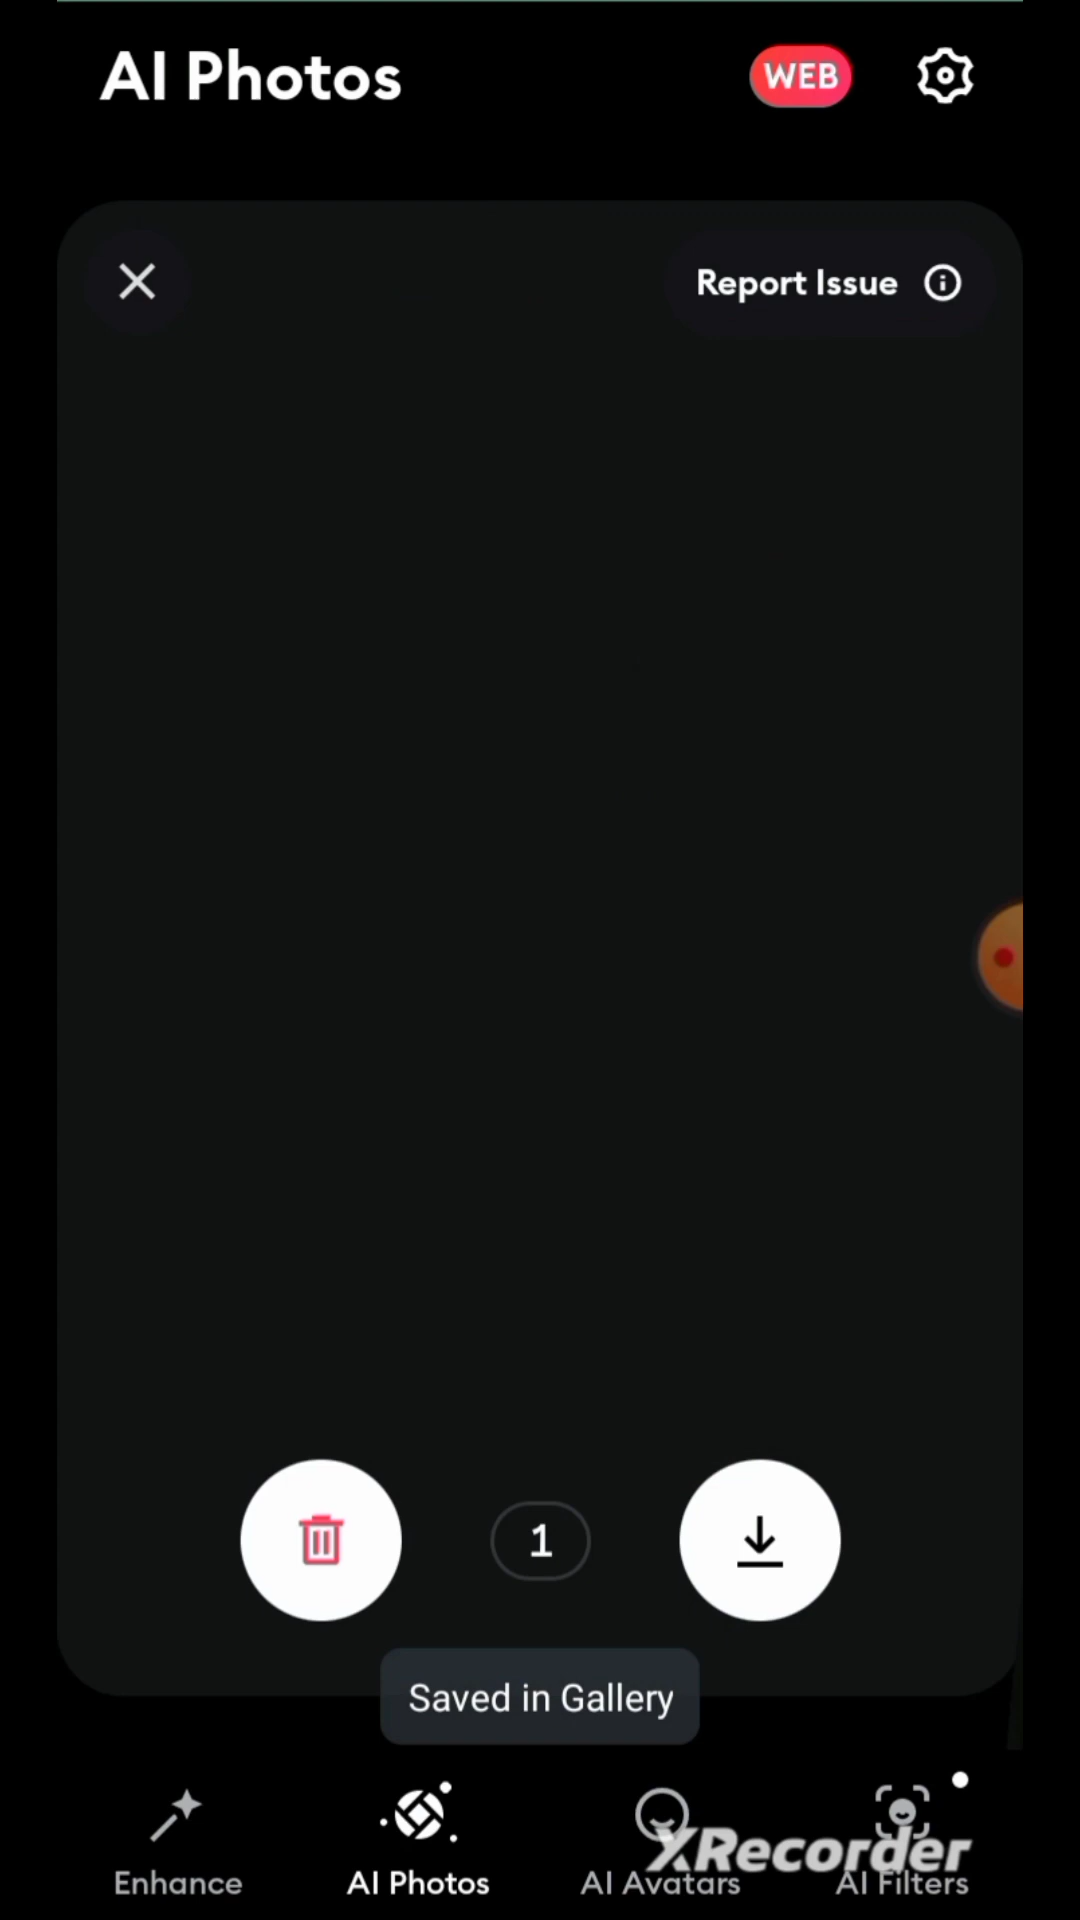 AI Photos
WEB
Report Issue
1
Saved in Gallery
Enhance
AI Photos
AI Avatars
AI Filters
XRecorder